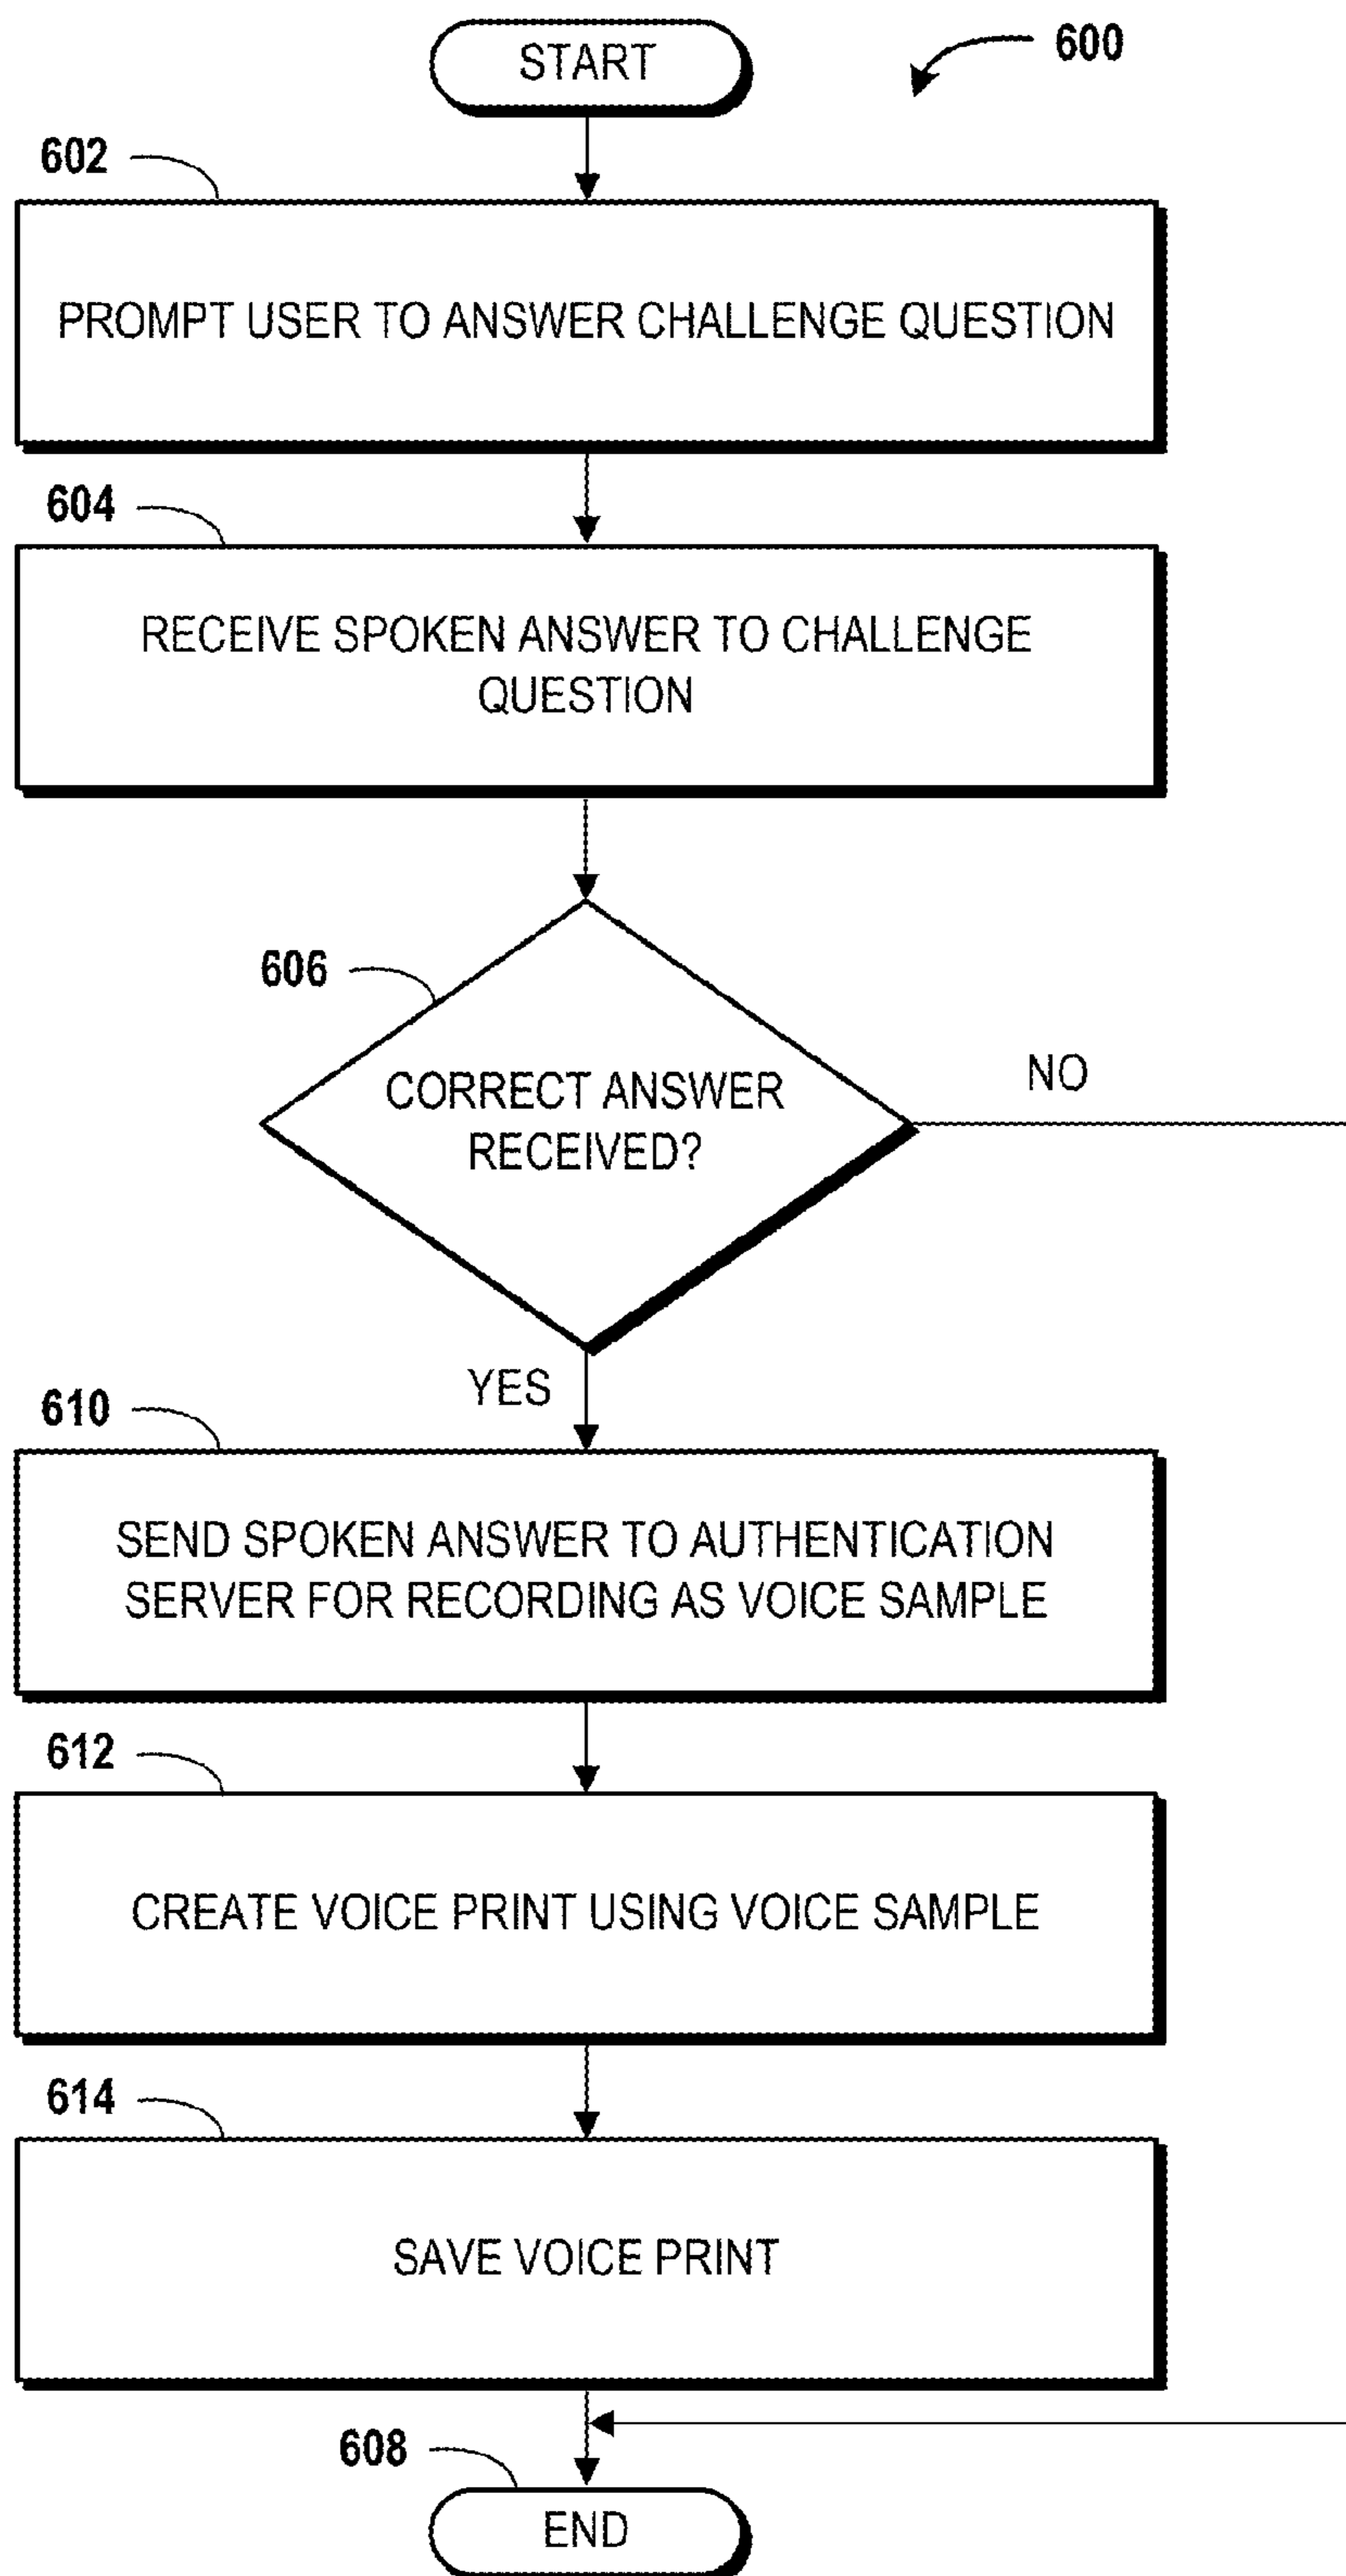 START
600
602
PROMPT USER TO ANSWER CHALLENGE QUESTION
604
RECEIVE SPOKEN ANSWER TO CHALLENGE
QUESTION
606
CORRECT ANSWER
RECEIVED?
NO
YES
610
SEND SPOKEN ANSWER TO AUTHENTICATION
SERVER FOR RECORDING AS VOICE SAMPLE
612
CREATE VOICE PRINT USING VOICE SAMPLE
614
SAVE VOICE PRINT
608
END